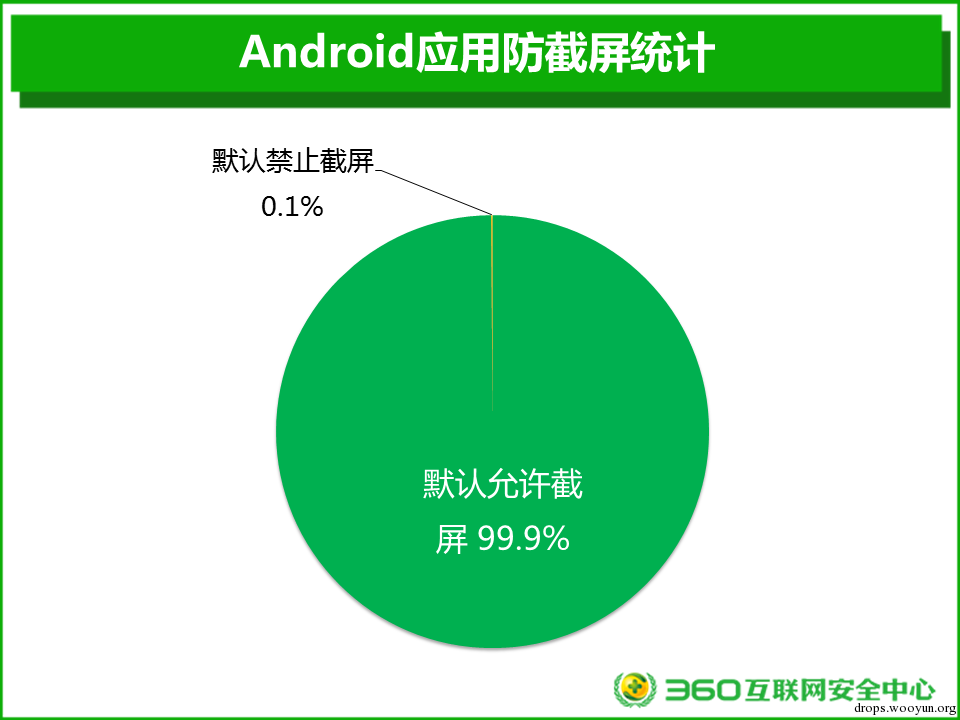 Android应用防截屏统计
默认禁止截屏
0.1%
默认允许截
屏 99.9%
360互联网安全中心
drops.wooyun.org